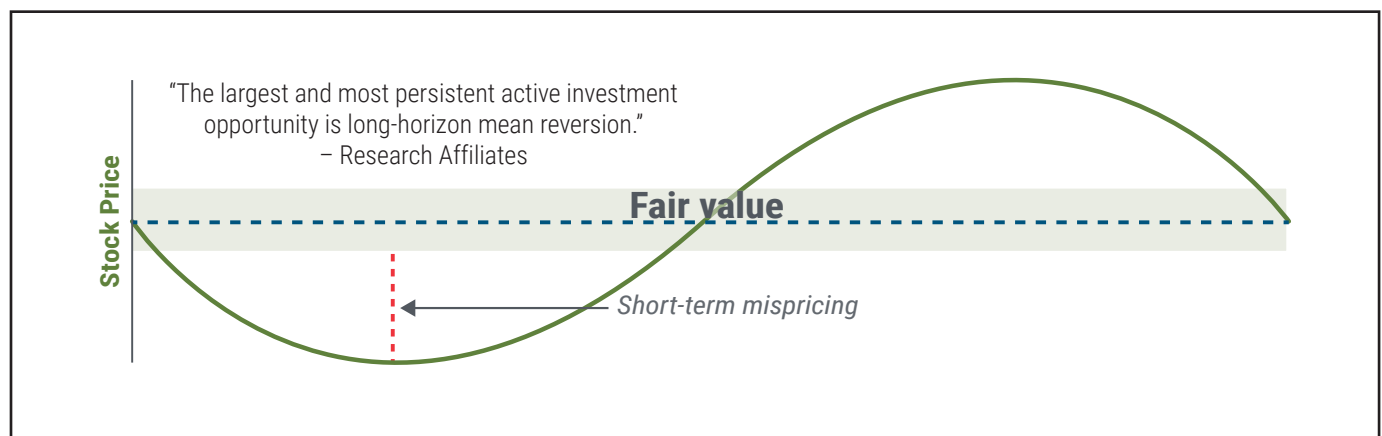 “The largest and most persistent active investment
opportunity is long-horizon mean reversion.”
– Research Affiliates
Stock Price
Fair value
Short-term mispricing